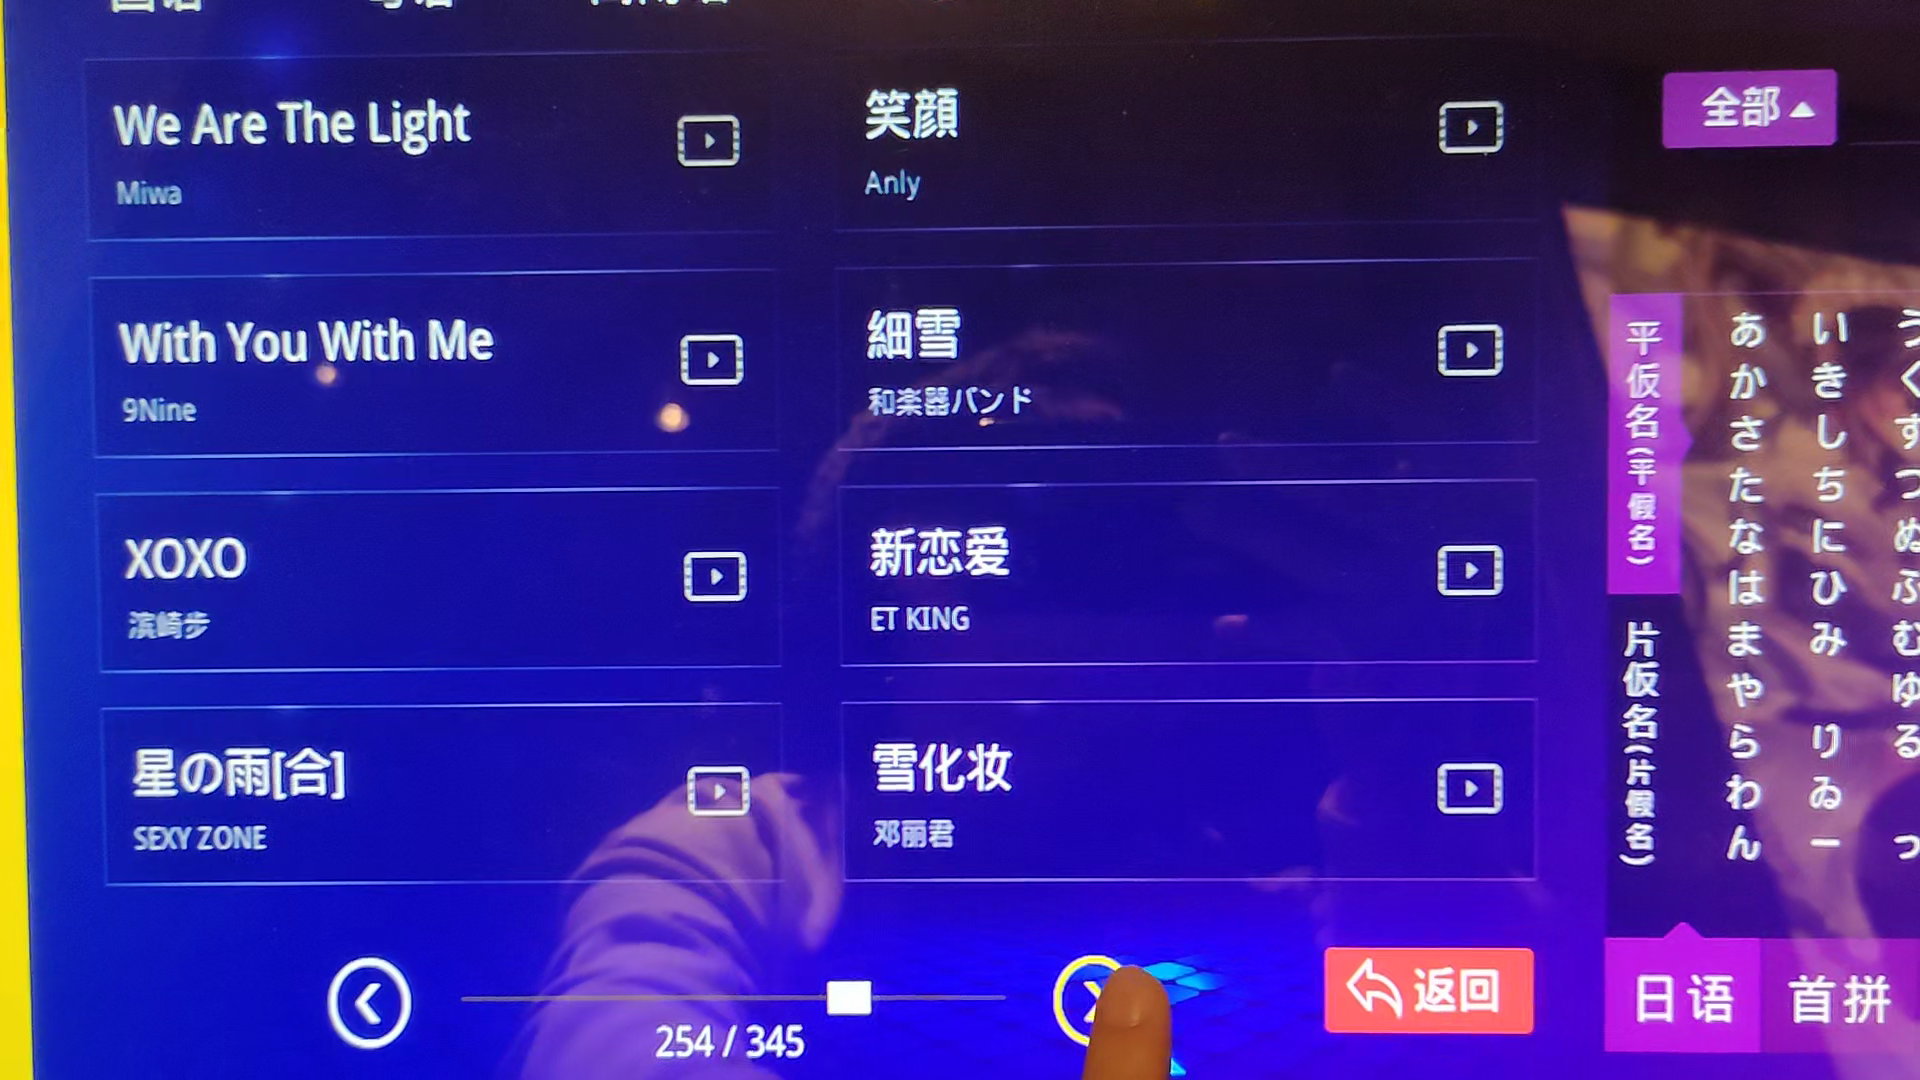 We Are The Light
Miwa
笑顔
Anly
With You With Me
9Nine
細雪
和楽器バンド
XOXO
滨崎步
新恋爱
ET KING
星の雨[合]
SEXY ZONE
雪化妆
邓丽君
254 / 345
返回
全部
平仮名(平假名)
片仮名(片假名)
あ い う
か き く
さ し す
た ち つ
な に ぬ
は ひ ふ
ま み む
や ゆ
ら り る
わ ゐ
ん ー っ
日语
首拼